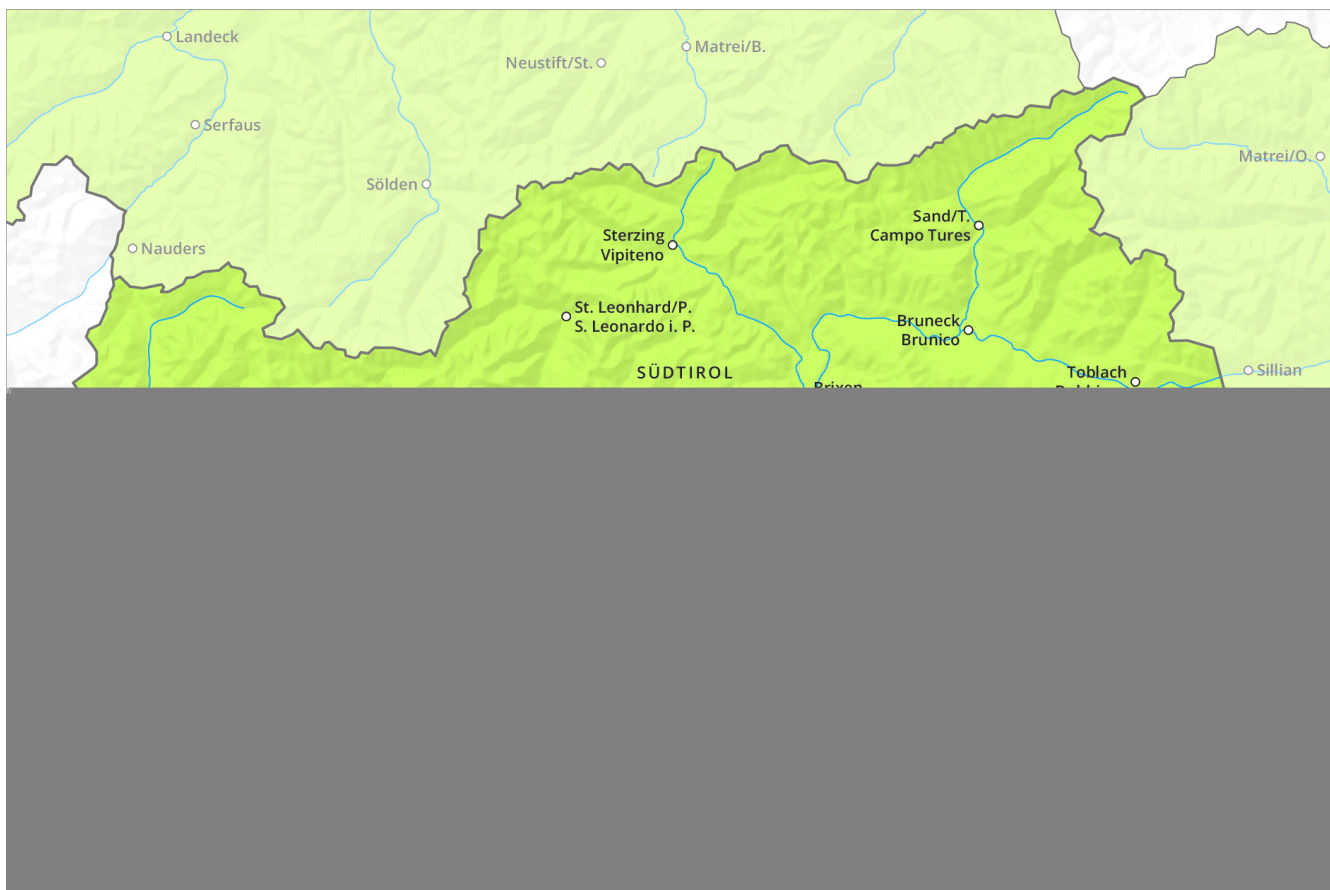 Landeck
Matrei/B.
Neustift/St.
Serfaus
Matrei/O.
Sölden
Sand/T.
Campo Tures
Sterzing
Vipiteno
Nauders
St. Leonhard/P.
S. Leonardo i. P.
Bruneck
Brunico
SÜDTIROL
Toblach
Sillian
Brixen